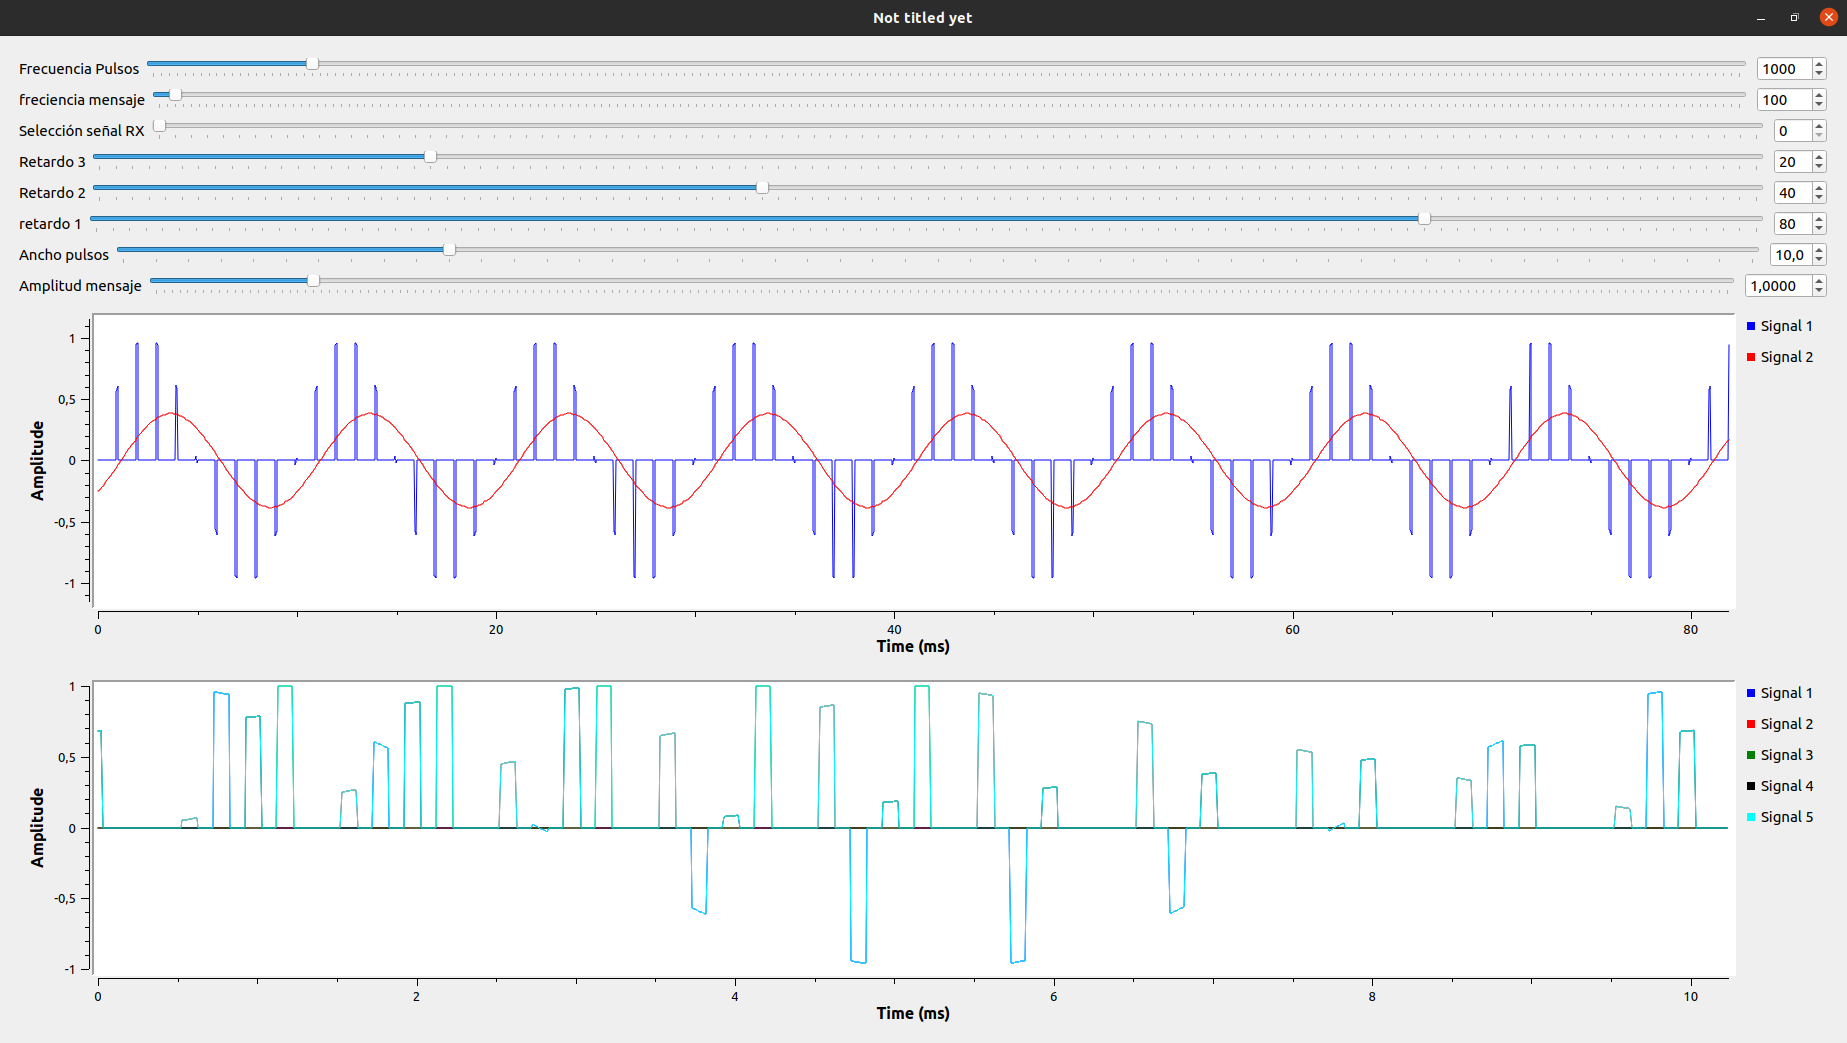 Not titled yet
Frecuencia Pulsos 1000
freciencia mensaje 100
Selección señal RX 0
Retardo 3 20
Retardo 2 40
retardo 1 80
Ancho pulsos 10,0
Amplitud mensaje 1,0000
Amplitude
1
0,5
0
-0,5
-1
0 20 40 60 80
Time (ms)
Signal 1
Signal 2
Amplitude
1
0,5
0
-0,5
-1
0 2 4 6 8 10
Time (ms)
Signal 1
Signal 2
Signal 3
Signal 4
Signal 5